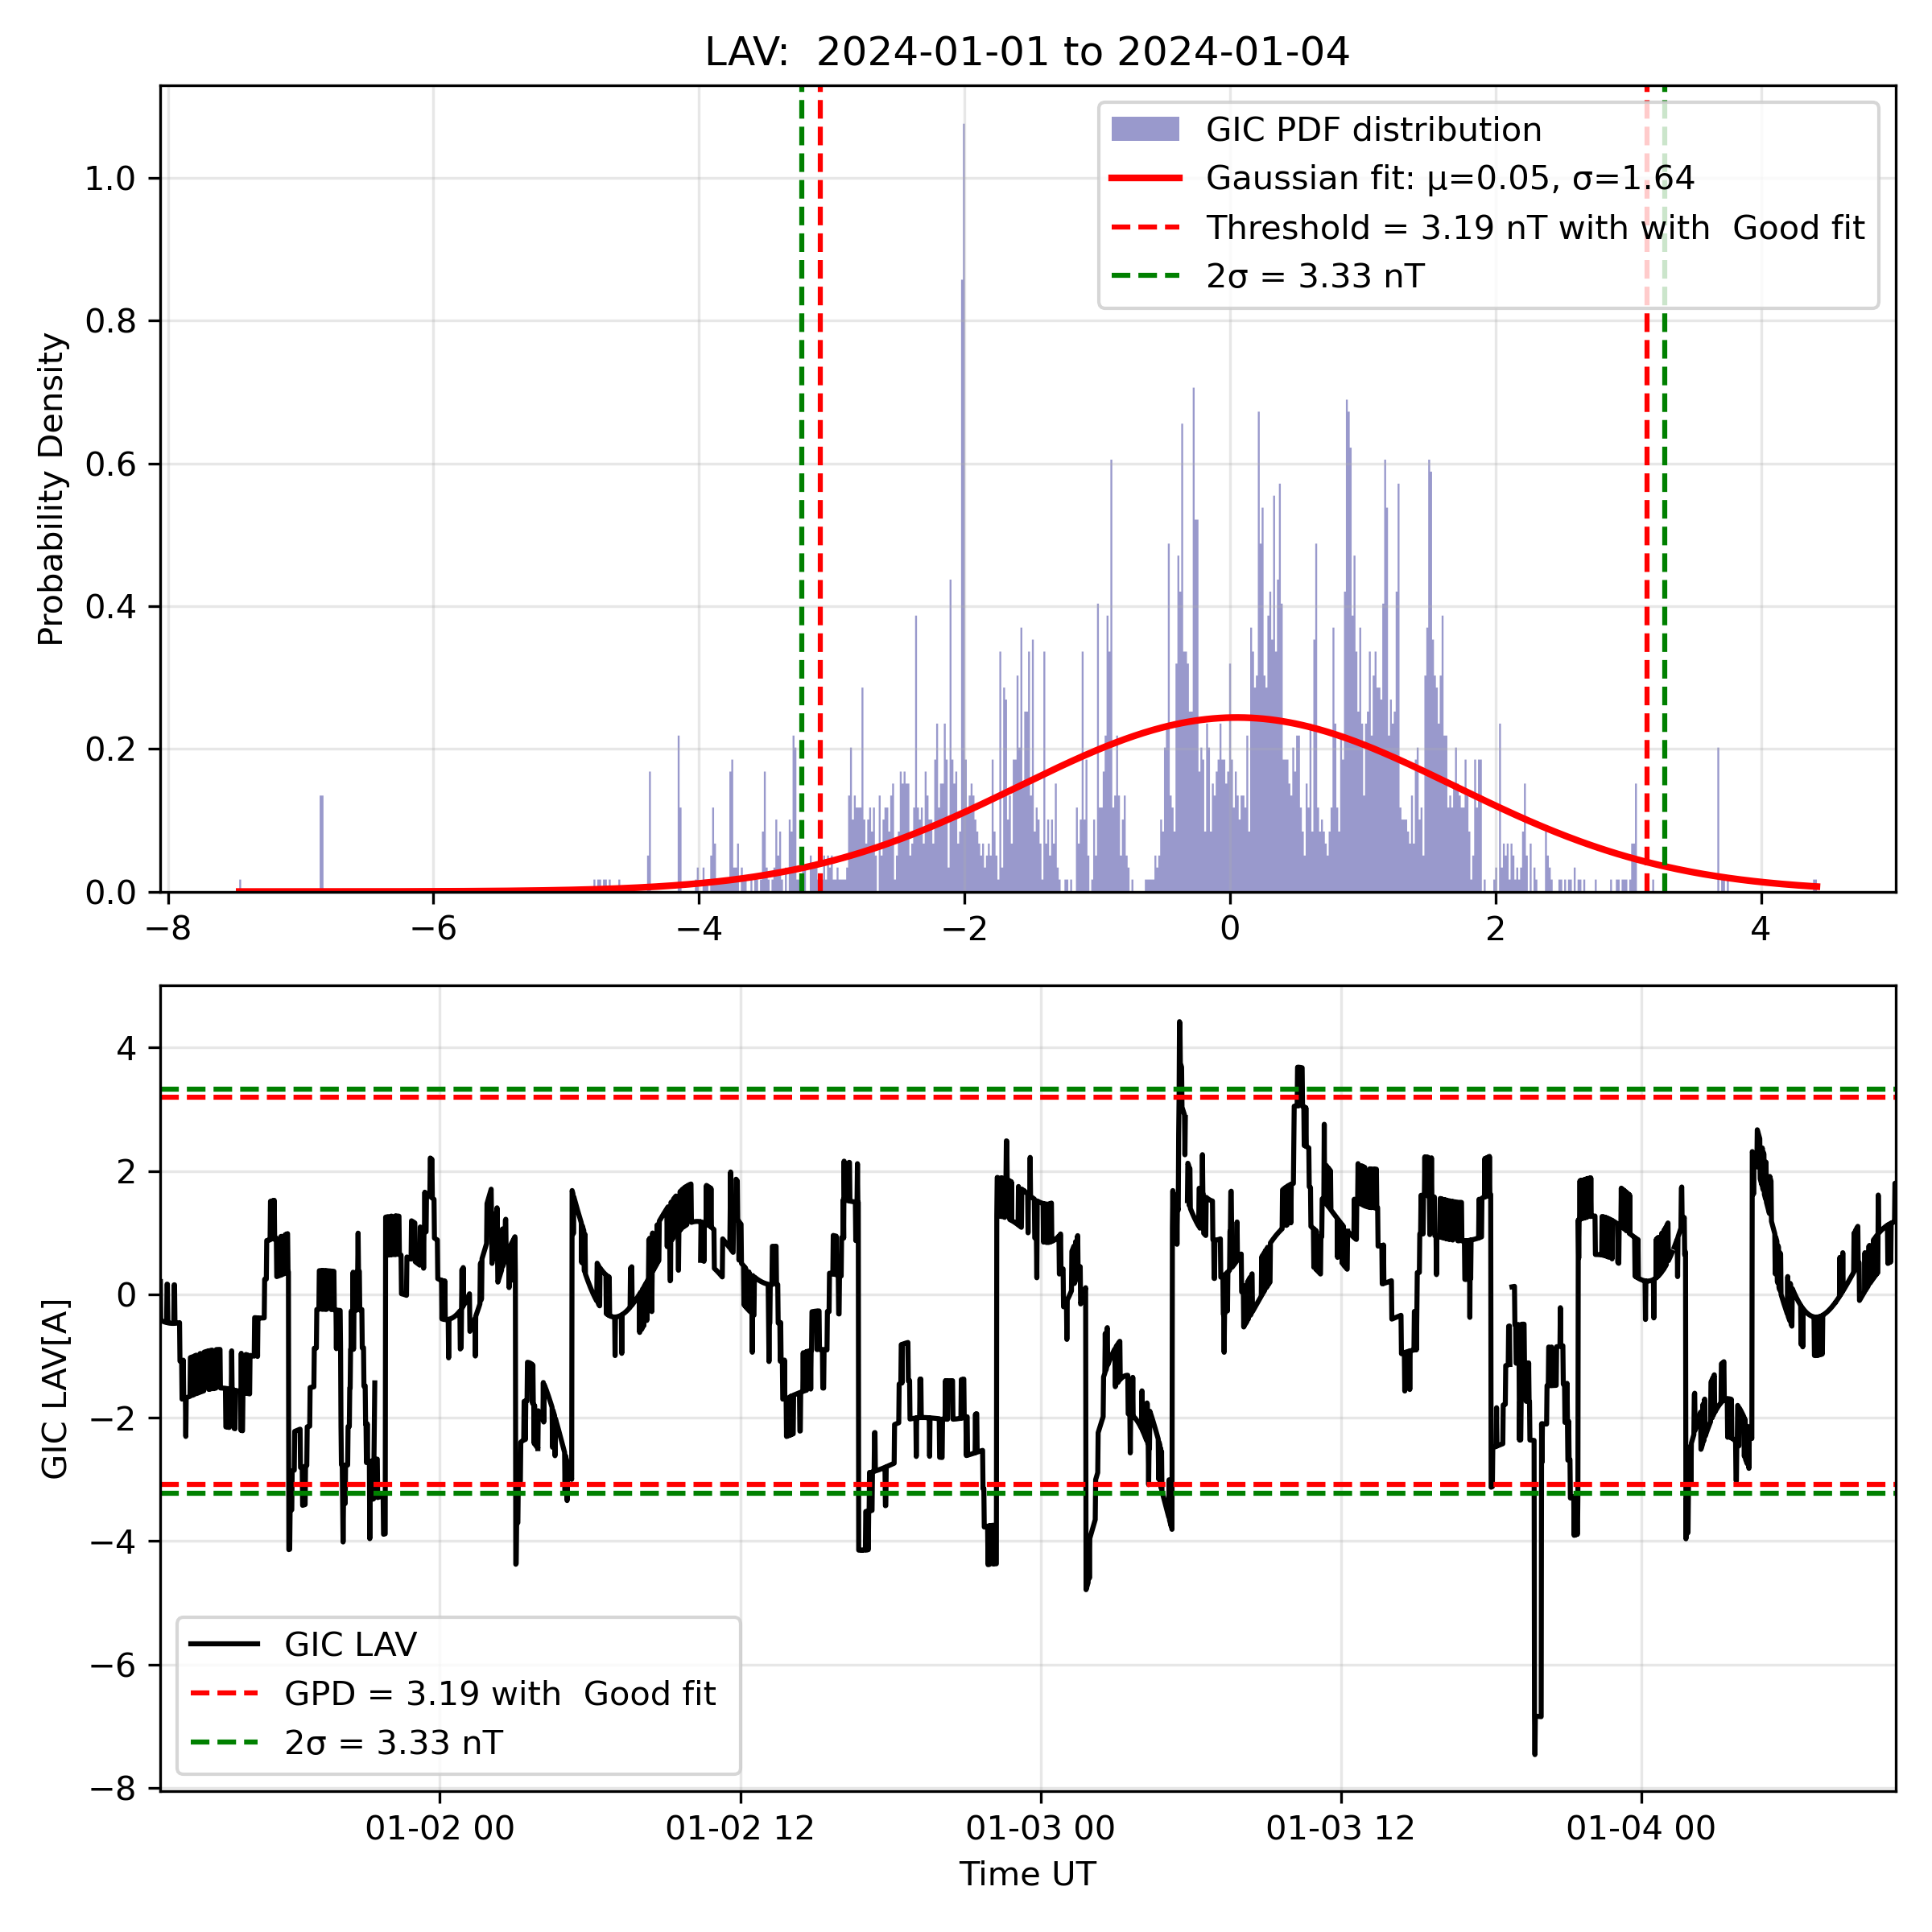 LAV:  2024-01-01 to 2024-01-04
Probability Density
1.0
0.8
0.6
0.4
0.2
0.0
GIC PDF distribution
Gaussian fit: μ=0.05, σ=1.64
Threshold = 3.19 nT with with  Good fit
2σ = 3.33 nT
−8 −6 −4 −2 0 2 4
GIC LAV[A]
4
2
0
−2
−4
−6
−8
GIC LAV
GPD = 3.19 with  Good fit
2σ = 3.33 nT
01-02 00 01-02 12 01-03 00 01-03 12 01-04 00
Time UT